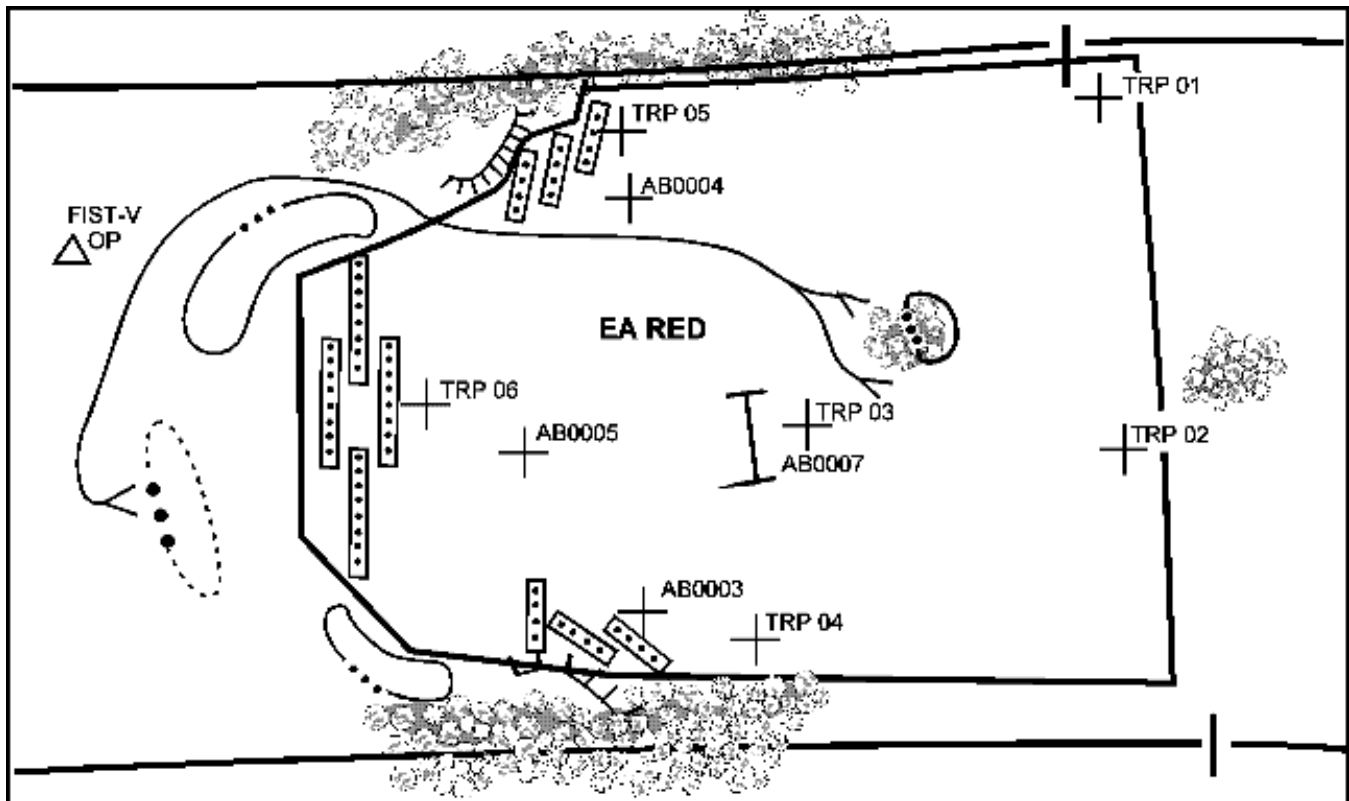 TRP 01
TRP 05
AB0004
FIST-V
OP
EA RED
TRP 06
TRP 03
AB0005
TRP 02
AB0007
AB0003
TRP 04